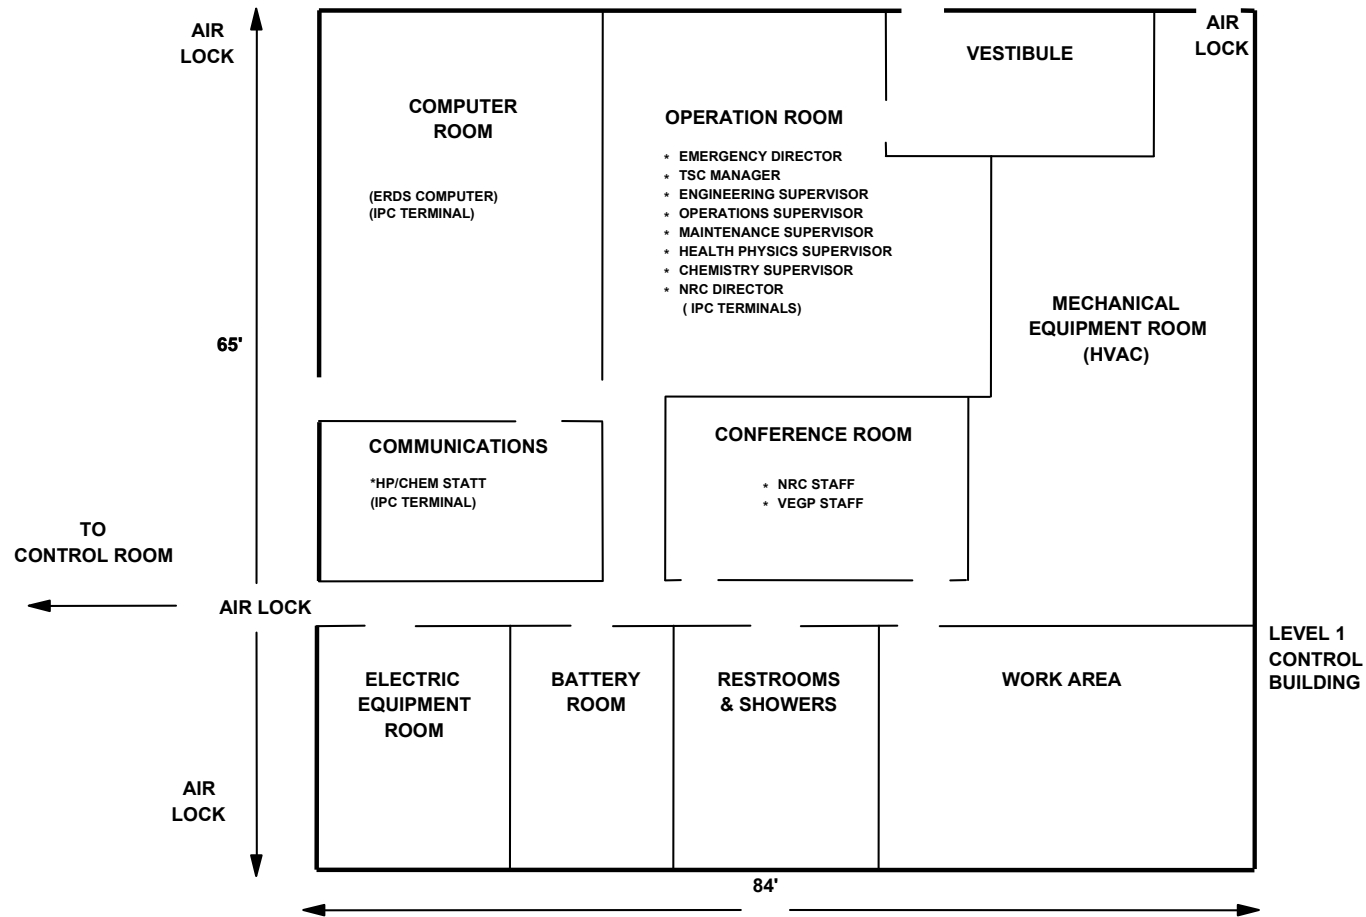 AIR
LOCK
AIR
LOCK
VESTIBULE
COMPUTER
ROOM
(ERDS COMPUTER)
(IPC TERMINAL)
OPERATION ROOM
* EMERGENCY DIRECTOR
* TSC MANAGER
* ENGINEERING SUPERVISOR
* OPERATIONS SUPERVISOR
* MAINTENANCE SUPERVISOR
* HEALTH PHYSICS SUPERVISOR
* CHEMISTRY SUPERVISOR
* NRC DIRECTOR
( IPC TERMINALS)
MECHANICAL
EQUIPMENT ROOM
(HVAC)
65'
COMMUNICATIONS
*HP/CHEM STATT
(IPC TERMINAL)
CONFERENCE ROOM
* NRC STAFF
* VEGP STAFF
TO
CONTROL ROOM
AIR LOCK
LEVEL 1
CONTROL
BUILDING
ELECTRIC
EQUIPMENT
ROOM
BATTERY
ROOM
RESTROOMS
& SHOWERS
WORK AREA
AIR
LOCK
84'